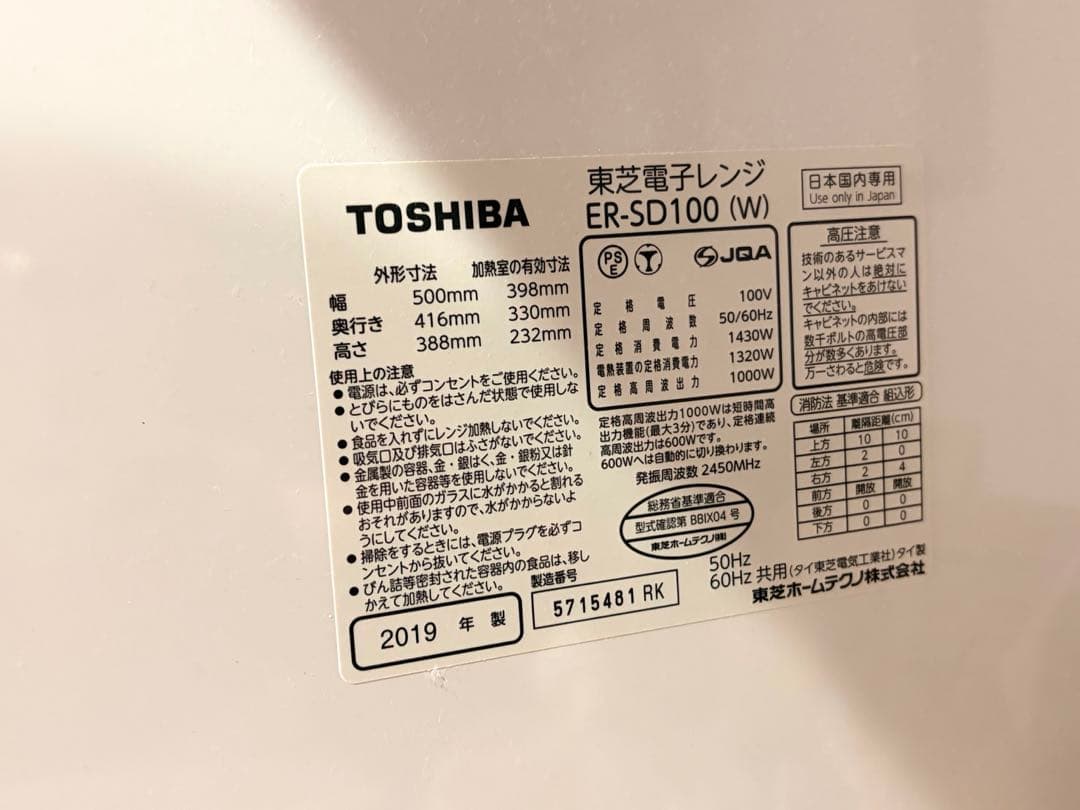 TOSHIBA
東芝電子レンジ
ER-SD100 (W)
日本国内専用
Use only in Japan
外形寸法 加熱室の有効寸法
幅 500mm 398mm
奥行き 416mm 330mm
高さ 388mm 232mm
使用上の注意
● 電源は、必ずコンセントをご使用ください。
● とびらにものをはさんだ状態で使用しな
いでください。
● 食品を入れずにレンジ加熱しないでください。
● 吸気口及び排気口はふさがないでください。
● 金属製の容器、金・銀はく、金・銀粉又は針
金を用いた容器等を使用しないでください。
● 使用中前面のガラスに水がかかると割れる
おそれがありますので、水がかからないよ
うにしてください。
● 掃除をするときには、電源プラグを必ずコ
ンセントから抜いてください。
● びん詰等密封された容器内の食品は、移し
かえて加熱してください。
2019 年 製
PS
E
JQA
定格電圧 100V
定格周波数 50/60Hz
定格消費電力 1430W
電熱装置の定格消費電力 1320W
定格高周波出力 1000W
定格高周波出力1000Wは短時間高
出力機能(最大3分)であり、定格連続
高周波出力は600Wです。
600Wへは自動的に切り換わります。
発振周波数 2450MHz
総務省基準適合
型式確認第 BBIX04 号
東芝ホームテクノ(株)
製造番号
5715481 RK
高圧注意
技術のあるサービスマ
ン以外の人は絶対に
キャビネットをあけない
でください。
キャビネットの内部には
数千ボルトの高電圧部
分が数多くあります。
万一さわると危険です。
消防法 基準適合 組込形
場所 離隔距離(cm)
上方 10 10
左方 2 0
右方 2 4
前方 開放 開放
後方 0 0
下方 0 0
50Hz
60Hz 共用 (タイ東芝電気工業社) タイ製
東芝ホームテクノ株式会社